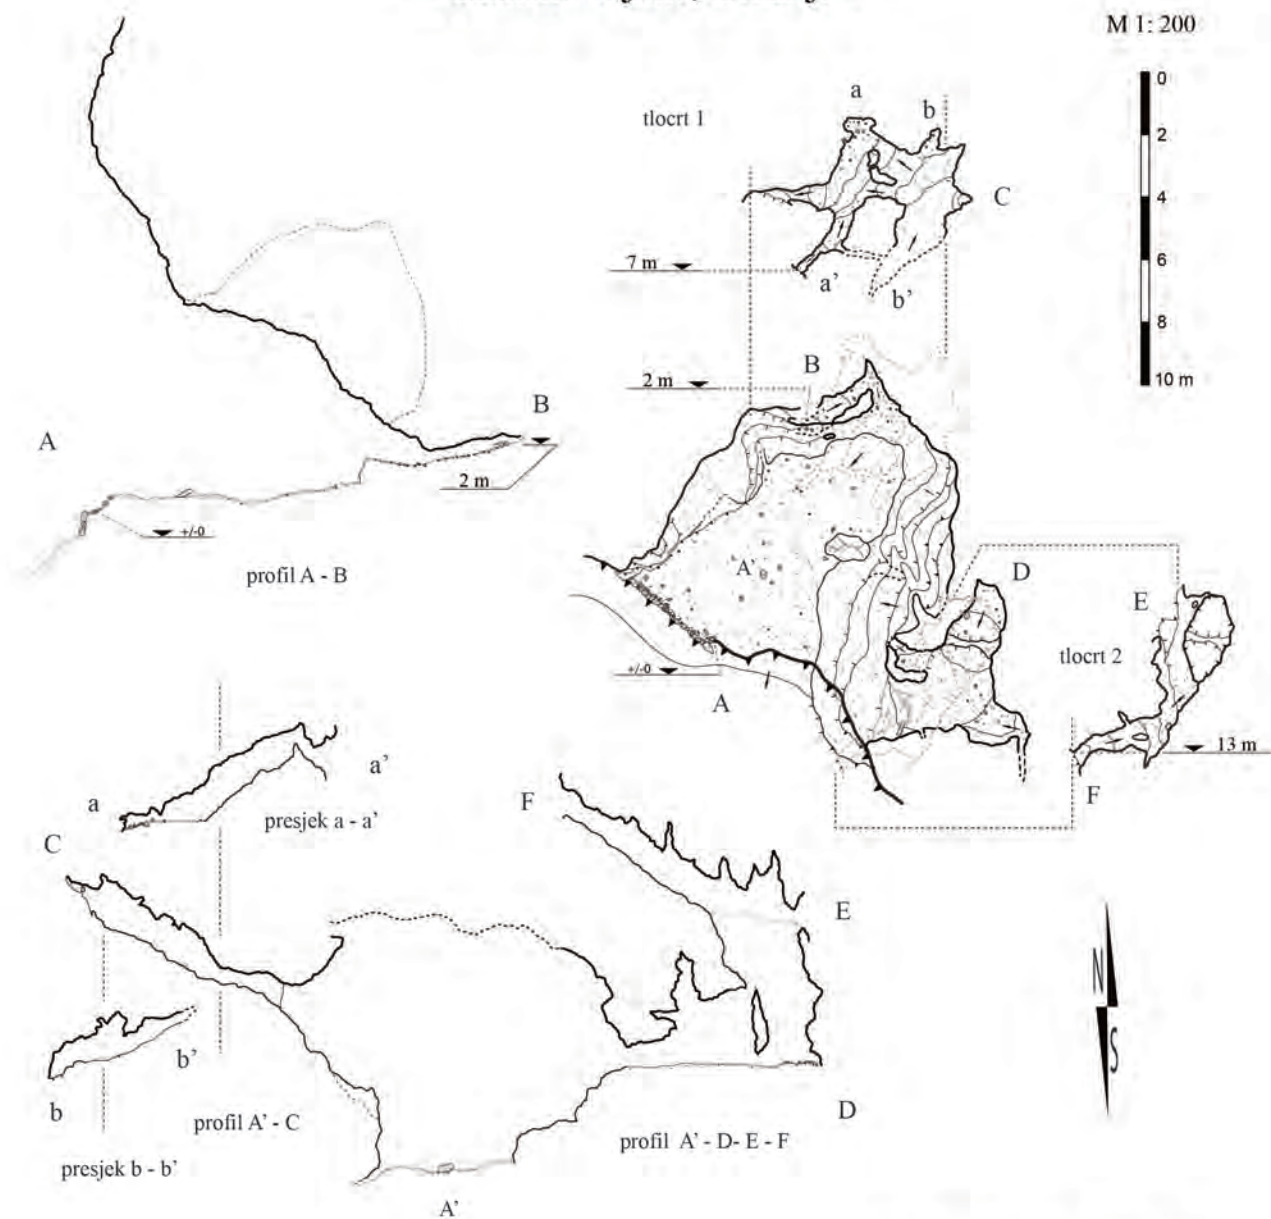 M 1: 200
0
2
4
6
8
10 m
tlocrt 1
a
b
C
7 m
a'
b'
B
2 m
A
B
2 m
+/-0
profil A - B
A'
D
E
tlocrt 2
+/-0
A
13 m
F
a
a'
presjek a - a'
C
F
E
b'
b
profil A' - C
presjek b - b'
D
profil A' - D- E - F
A'
N
S